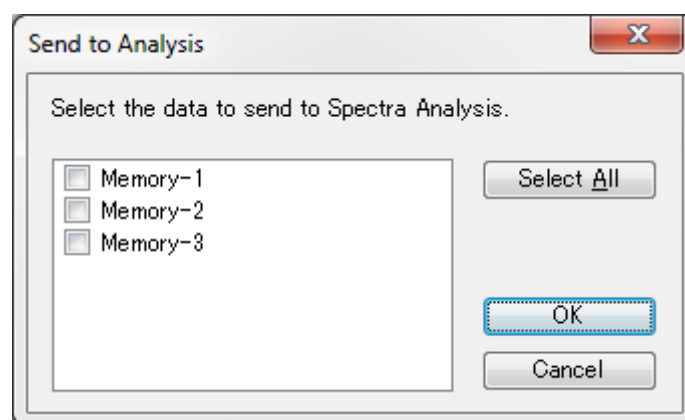 Send to Analysis
Select the data to send to Spectra Analysis.
Memory-1
Memory-2
Memory-3
Select All
OK
Cancel